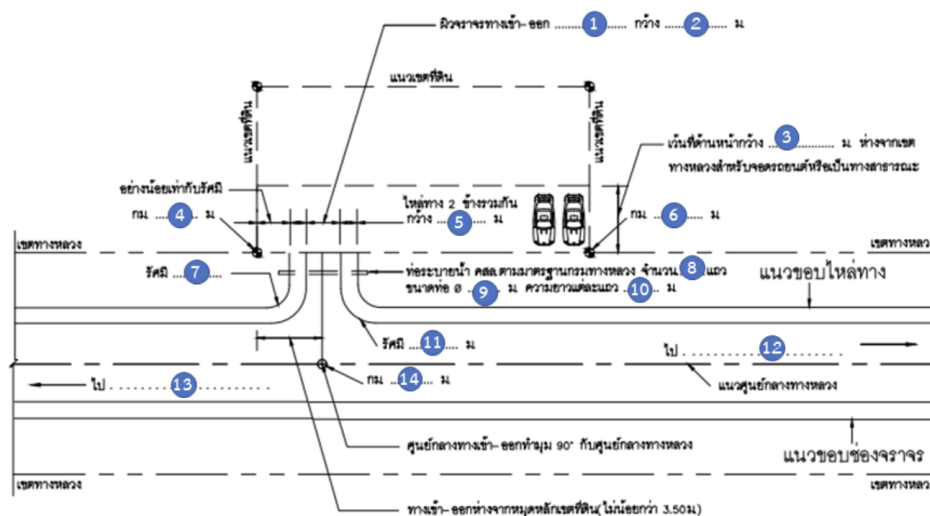 ผิวจราจรทางเข้า-ออก ........1........ กว้าง ......2...... ม.
แนวเขตที่ดิน
แนวเขตที่ดิน
แนวเขตที่ดิน
เว้นที่ด้านหน้ากว้าง ....3.......... ม. ห่างจากเขต
ทางหลวงสำหรับจอดรถยนต์หรือเป็นทางสาธารณะ
อย่างน้อยเท่ากับรัศมี
กม. ....4.... ม.
ไหล่ทาง 2 ข้างรวมกัน
กว้าง ....5.... ม.
กม. ....6.... ม.
เขตทางหลวง
เขตทางหลวง
รัศมี ....7....... ม.
ท่อระบายน้ำ คสล.ตามมาตรฐานกรมทางหลวง จำนวน..8..แถว
ขนาดท่อ Ø ....9.... ม. ความยาวแต่ละแถว ...10... ม.
แนวขอบไหล่ทาง
รัศมี ....11.... ม.
ไป ..............12..............
ไป ..............13..............
กม. ...14.... ม.
แนวศูนย์กลางทางหลวง
ศูนย์กลางทางเข้า-ออกทำมุม 90° กับศูนย์กลางทางหลวง
แนวขอบช่องจราจร
เขตทางหลวง
เขตทางหลวง
ทางเข้า-ออกห่างจากหมุดหลักเขตที่ดิน(ไม่น้อยกว่า 3.50ม.)